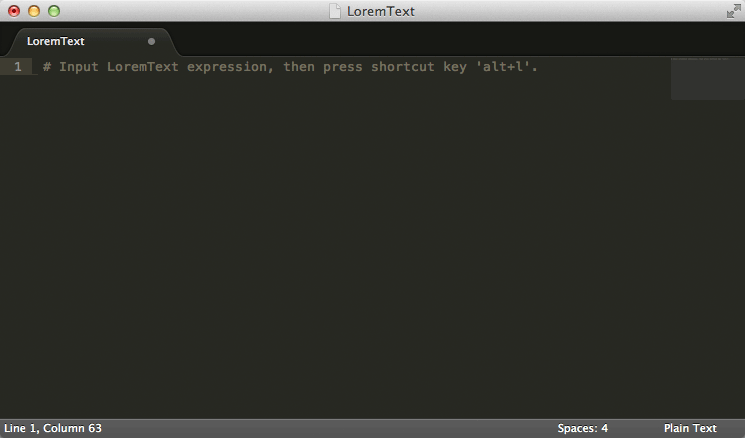 LoremText
LoremText
1 # Input LoremText expression, then press shortcut key 'alt+l'.
Line 1, Column 63 Spaces: 4 Plain Text